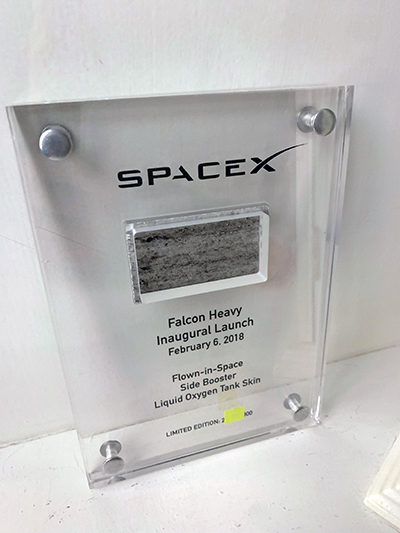 SPACEX
Falcon Heavy
Inaugural Launch
February 6, 2018
Flown-in-Space
Side Booster
Liquid Oxygen Tank Skin
LIMITED EDITION: